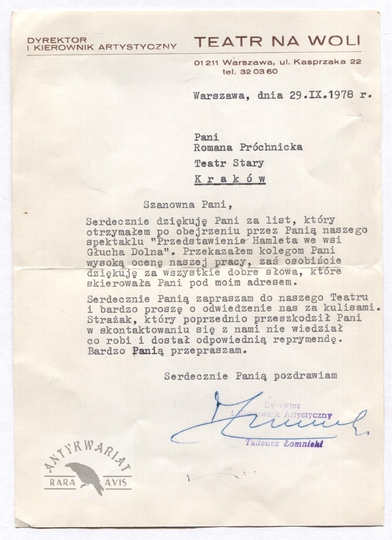 DYREKTOR
I KIEROWNIK ARTYSTYCZNY
TEATR NA WOLI
01 211 Warszawa, ul. Kasprzaka 22
tel. 32 03 60
Warszawa, dnia 29.IX.1978 r.
Pani
Romana Próchnicka
Teatr Stary
Kraków
Szanowna Pani,
Serdecznie dziękuję Pani za list, który
otrzymałem po obejrzeniu przez Panią naszego
spektaklu "Przedstawienie Hamleta we wsi
Głucha Dolna". Przekazałem kolegom Pani
wysoką ocenę naszej pracy, zaś osobiście
dziękuję za wszystkie dobre słowa, które
skierowała Pani pod moim adresem.
Serdecznie Panią zapraszam do naszego Teatru
i bardzo proszę o odwiedzenie nas za kulisami.
Strażak, który poprzednio przeszkodził Pani
w skontaktowaniu się z nami nie wiedział
co robi i dostał odpowiednią reprymendę.
Bardzo Panią przepraszam.
Serdecznie Panią pozdrawiam
Dyrektor
i Kierownik Artystyczny
Tadeusz Łomnicki
ANTYKWARIAT
RARA AVIS